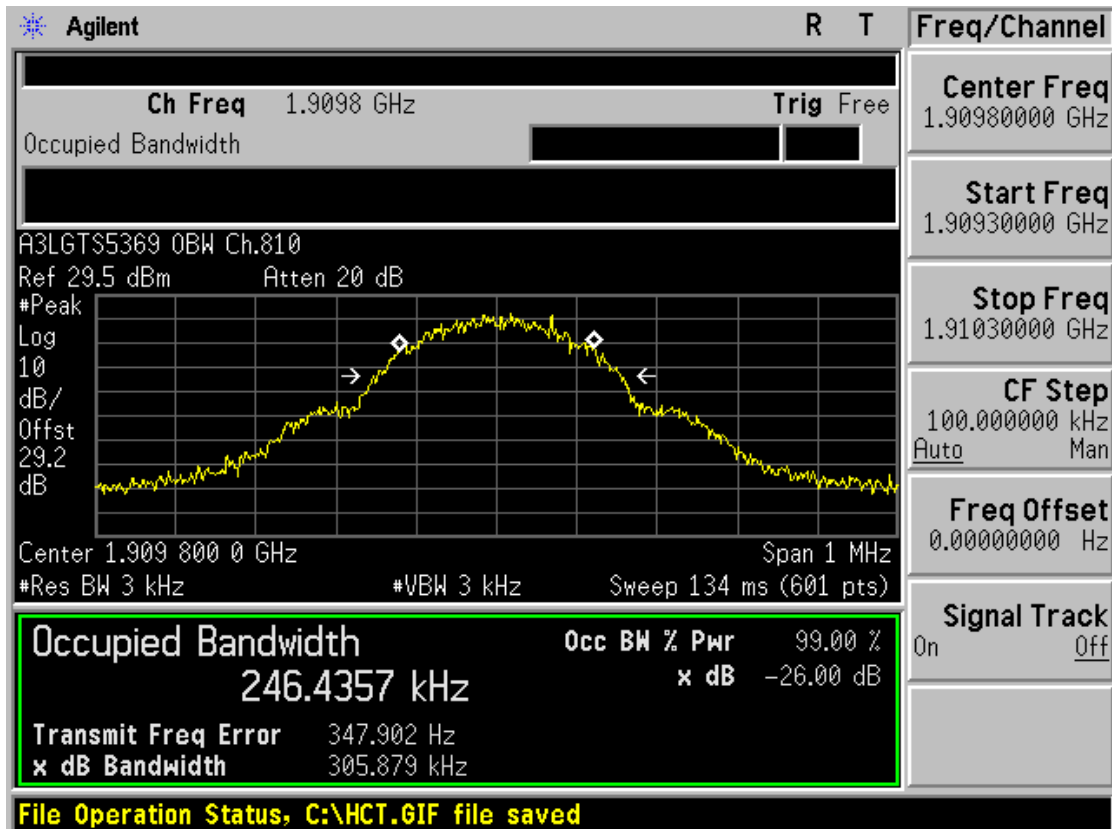 Agilent R T
Ch Freq 1.9098 GHz Trig Free
Occupied Bandwidth
A3LGTS5369 OBW Ch.810
Ref 29.5 dBm Atten 20 dB
#Peak
Log
10
dB/
Offst
29.2
dB
Center 1.909 800 0 GHz Span 1 MHz
#Res BW 3 kHz #VBW 3 kHz Sweep 134 ms (601 pts)
Occupied Bandwidth
246.4357 kHz
Occ BW % Pwr 99.00 %
x dB -26.00 dB
Transmit Freq Error 347.902 Hz
x dB Bandwidth 305.879 kHz
File Operation Status, C:\HCT.GIF file saved
Freq/Channel
Center Freq
1.90980000 GHz
Start Freq
1.90930000 GHz
Stop Freq
1.91030000 GHz
CF Step
100.000000 kHz
Auto Man
Freq Offset
0.00000000 Hz
Signal Track
On Off